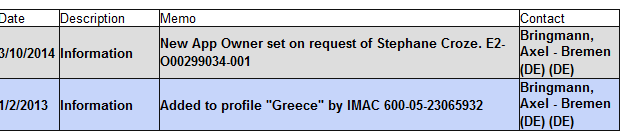 Date Description Memo Contact
3/10/2014 Information New App Owner set on request of Stephane Croze. E2-O00299034-001 Bringmann, Axel - Bremen (DE) (DE)
1/2/2013 Information Added to profile "Greece" by IMAC 600-05-23065932 Bringmann, Axel - Bremen (DE) (DE)